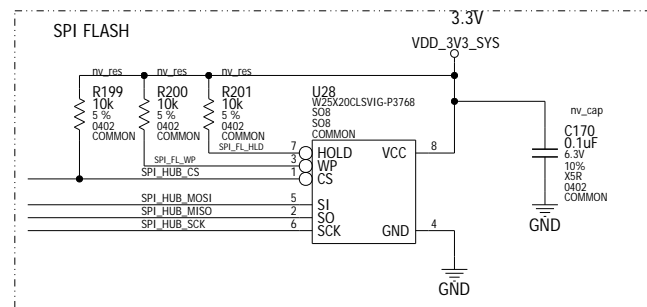 SPI FLASH
3.3V
VDD_3V3_SYS
nv_res
R199
10k
5 %
0402
COMMON
nv_res
R200
10k
5 %
0402
COMMON
nv_res
R201
10k
5 %
0402
COMMON
U28
W25X20CLSVIG-P3768
SO8
SO8
COMMON
nv_cap
C170
0.1uF
6.3V
10%
X5R
0402
COMMON
GND
SPI_FL_HLD 7 HOLD VCC 8
SPI_FL_WP 3 WP
SPI_HUB_CS 1 CS
SPI_HUB_MOSI 5 SI
SPI_HUB_MISO 2 SO
SPI_HUB_SCK 6 SCK GND 4
GND